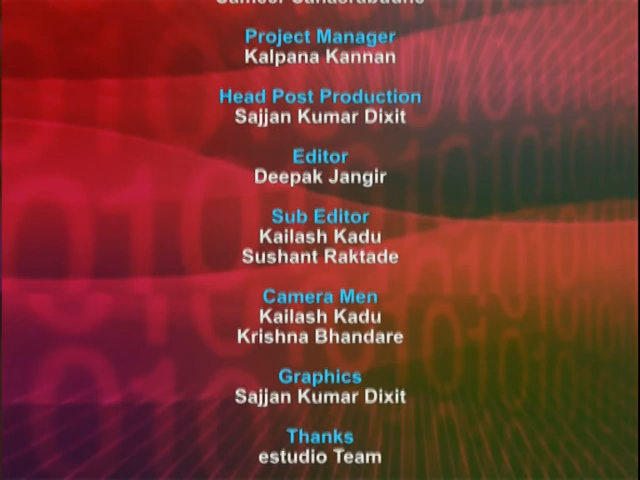 Project Manager
Kalpana Kannan
Head Post Production
Sajjan Kumar Dixit
Editor
Deepak Jangir
Sub Editor
Kailash Kadu
Sushant Raktade
Camera Men
Kailash Kadu
Krishna Bhandare
Graphics
Sajjan Kumar Dixit
Thanks
estudio Team